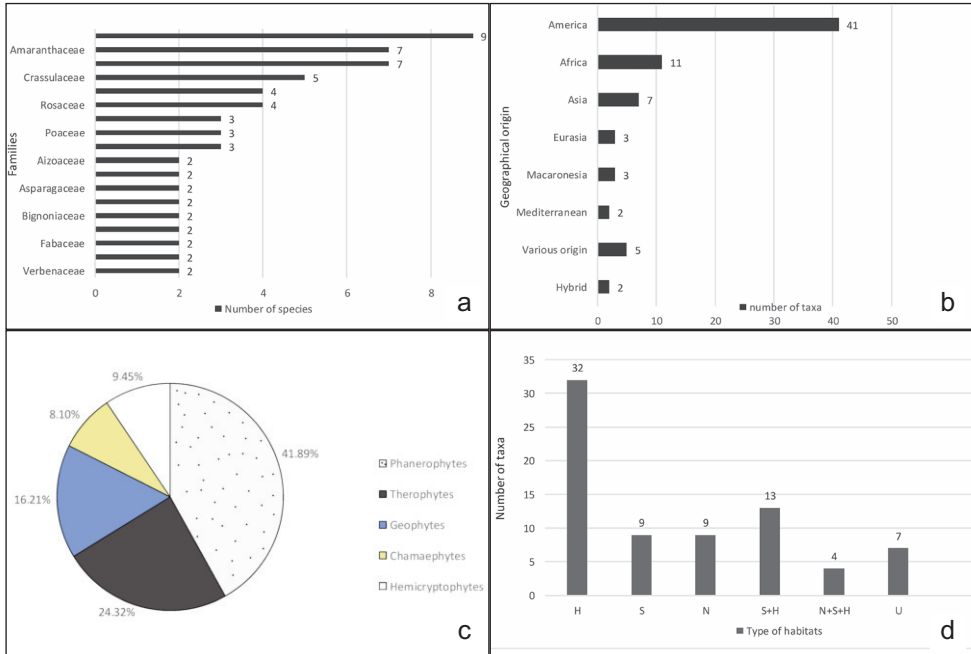 Families
9
Amaranthaceae 7
7
Crassulaceae 5
4
Rosaceae 4
3
Poaceae 3
3
Aizoaceae 2
2
Asparagaceae 2
2
Bignoniaceae 2
2
Fabaceae 2
2
Verbenaceae 2
0 2 4 6 8
Number of species
a
Geographical origin
America 41
Africa 11
Asia 7
Eurasia 3
Macaronesia 3
Mediterranean 2
Various origin 5
Hybrid 2
0 10 20 30 40 50
number of taxa
b
9.45%
8.10%
41.89%
16.21%
24.32%
Phanerophytes
Therophytes
Geophytes
Chamaephytes
Hemicryptophytes
c
Number of taxa
35
30
25
20
15
10
5
0
32
9
9
13
4
7
H S N S+H N+S+H U
Type of habitats
d